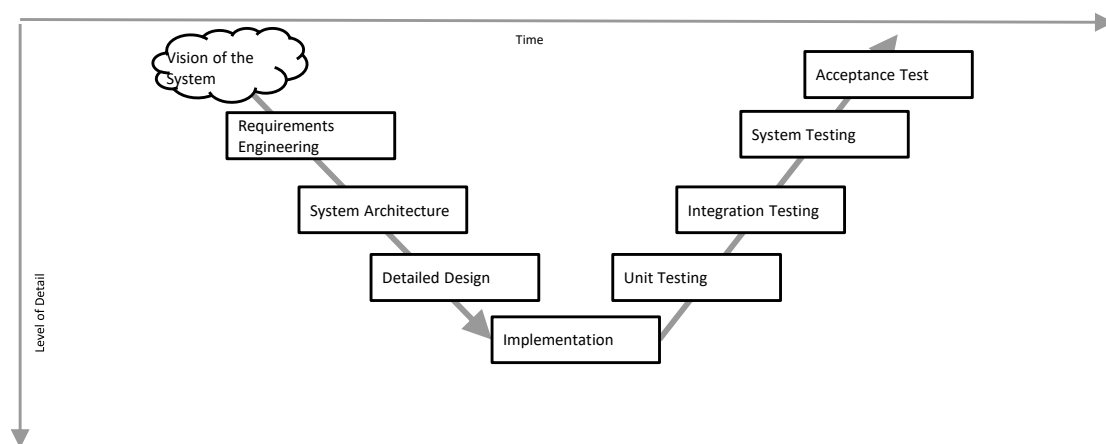 Time
Vision of the
System
Acceptance Test
Requirements
Engineering
System Testing
System Architecture
Integration Testing
Detailed Design
Unit Testing
Implementation
Level of Detail